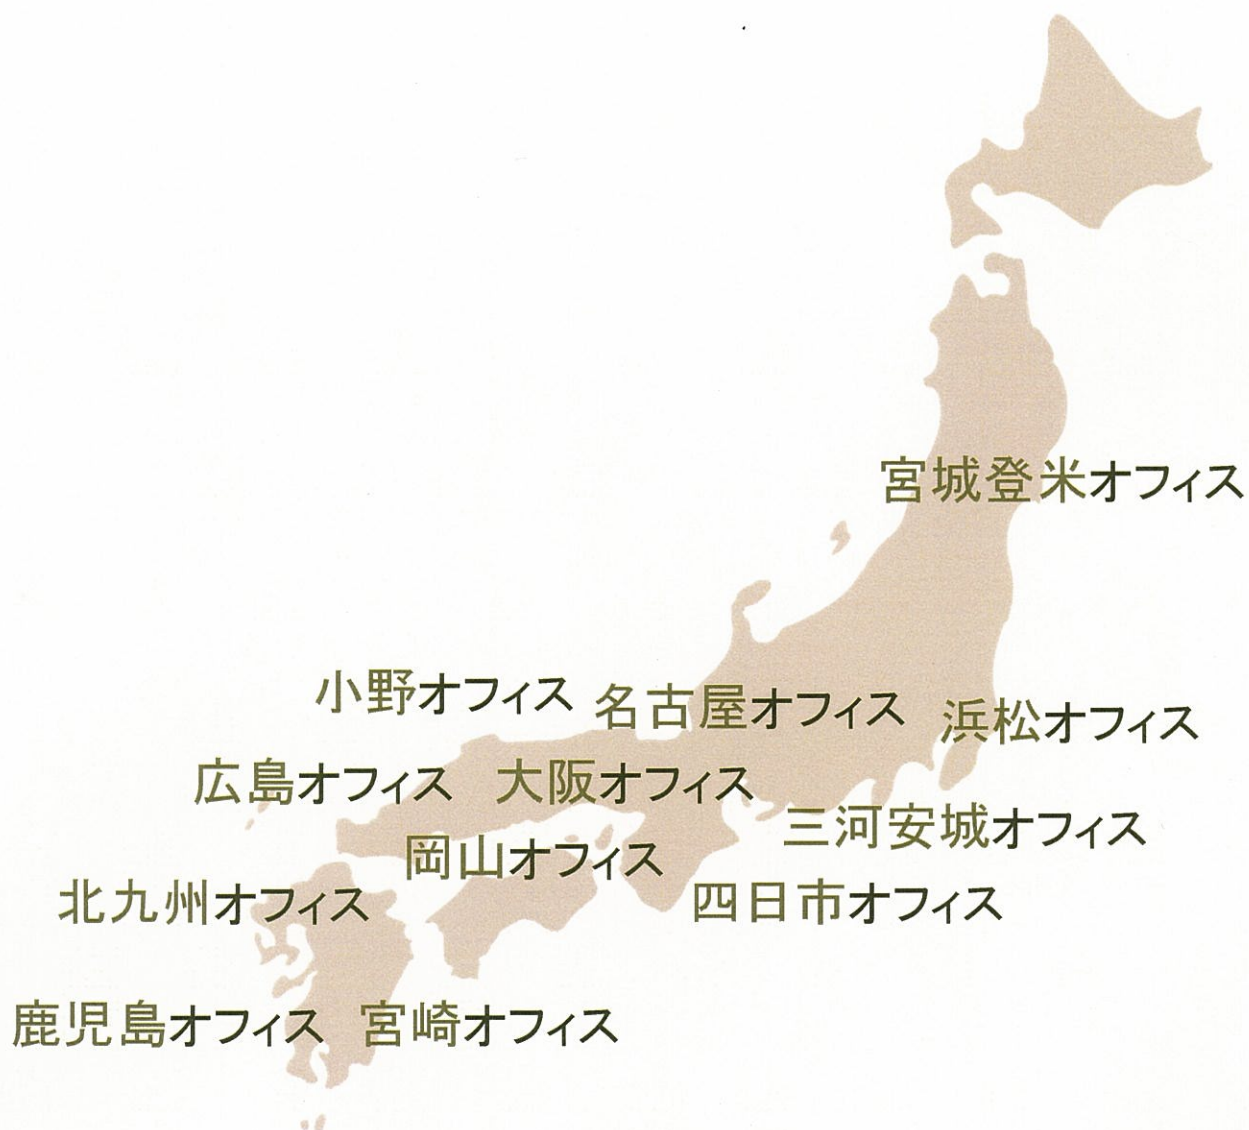 宮城登米オフィス
小野オフィス
名古屋オフィス
浜松オフィス
広島オフィス
大阪オフィス
三河安城オフィス
岡山オフィス
北九州オフィス
四日市オフィス
鹿児島オフィス
宮崎オフィス